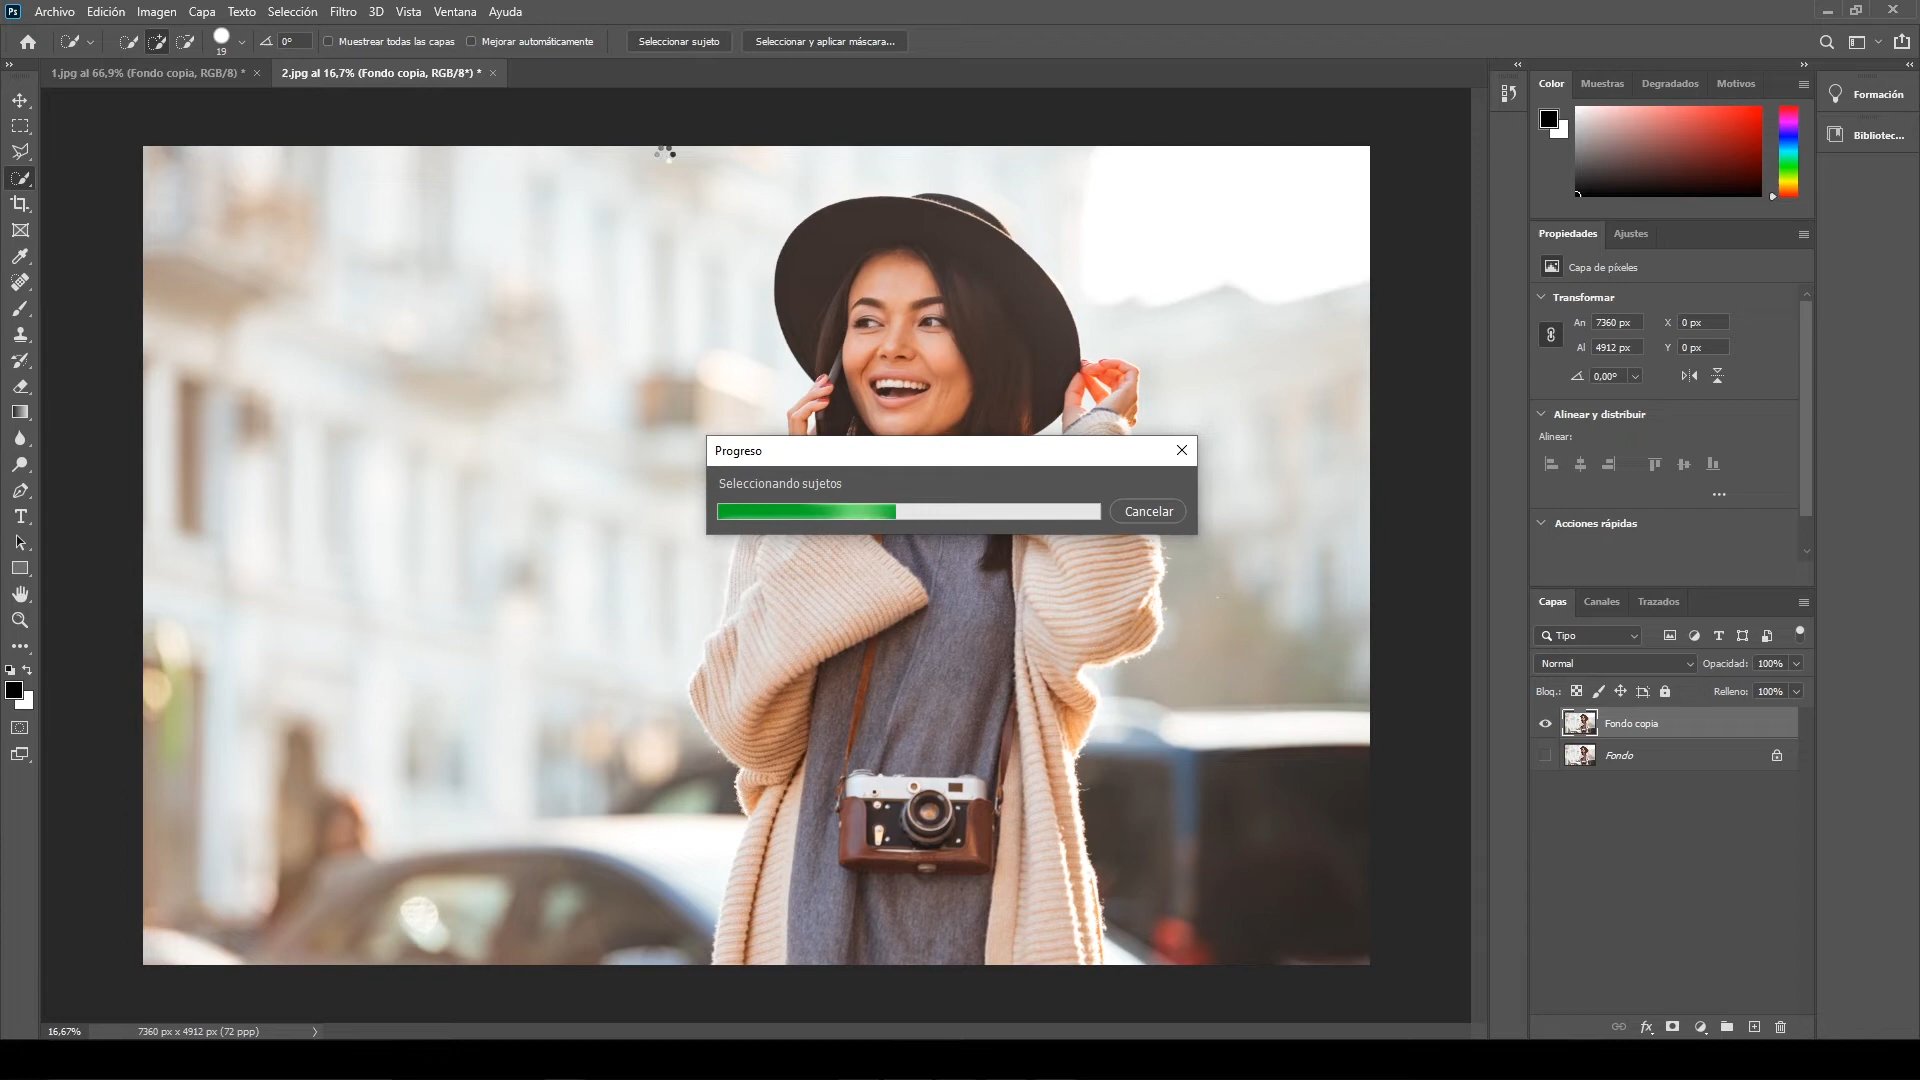 Ps Archivo Edición Imagen Capa Texto Selección Filtro 3D Vista Ventana Ayuda
19 0° Muestrear todas las capas Mejorar automáticamente Seleccionar sujeto Seleccionar y aplicar máscara...
1.jpg al 66,9% (Fondo copia, RGB/8) * × 2.jpg al 16,7% (Fondo copia, RGB/8*) * ×
Color Muestras Degradados Motivos
Formación
Bibliotec...
Propiedades Ajustes
Capa de píxeles
Transformar
An 7360 px X 0 px
Al 4912 px Y 0 px
0,00°
Alinear y distribuir
Alinear:
Acciones rápidas
Progreso
Seleccionando sujetos
Cancelar
Capas Canales Trazados
Tipo
Normal Opacidad: 100%
Bloq.: Relleno: 100%
Fondo copia
Fondo
16,67% 7360 px x 4912 px (72 ppp)